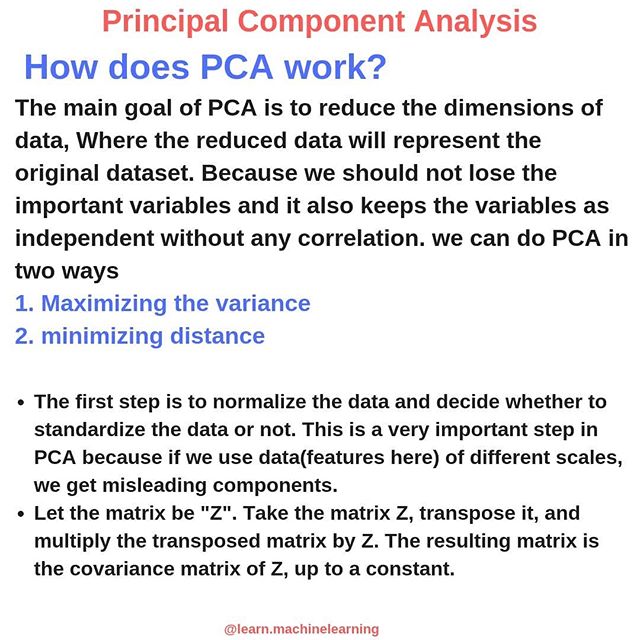 Principal Component Analysis
How does PCA work?
The main goal of PCA is to reduce the dimensions of
data, Where the reduced data will represent the
original dataset. Because we should not lose the
important variables and it also keeps the variables as
independent without any correlation. we can do PCA in
two ways
1. Maximizing the variance
2. minimizing distance
• The first step is to normalize the data and decide whether to
standardize the data or not. This is a very important step in
PCA because if we use data(features here) of different scales,
we get misleading components.
• Let the matrix be "Z". Take the matrix Z, transpose it, and
multiply the transposed matrix by Z. The resulting matrix is
the covariance matrix of Z, up to a constant.
@learn.machinelearning